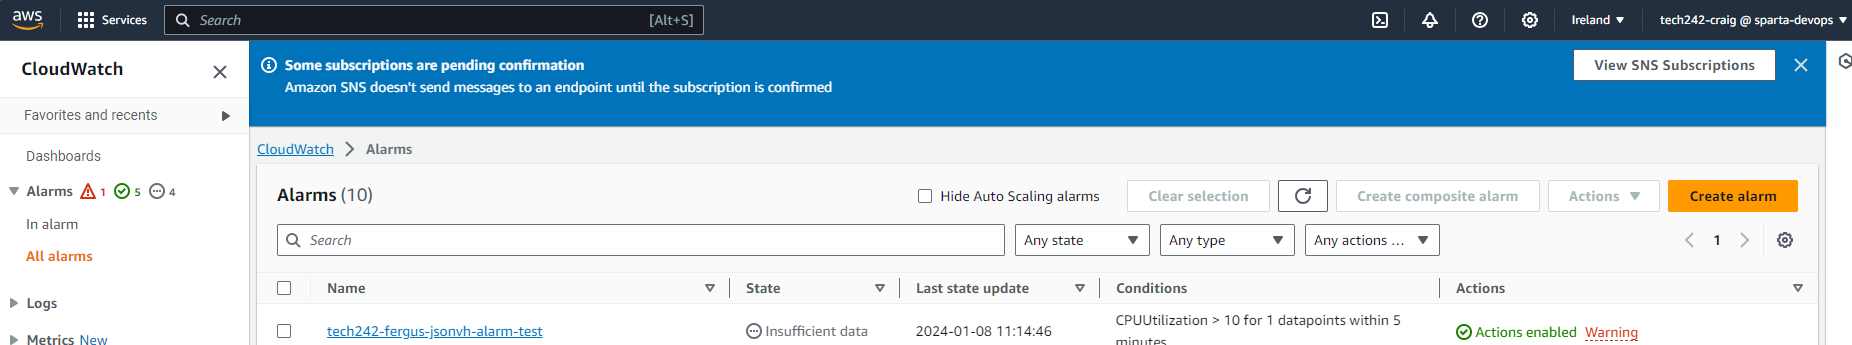 aws
Services
Search
[Alt+S]
Ireland
tech242-craig @ sparta-devops
CloudWatch
Favorites and recents
Dashboards
Alarms 1 5 4
In alarm
All alarms
Logs
Metrics New
Some subscriptions are pending confirmation
Amazon SNS doesn't send messages to an endpoint until the subscription is confirmed
View SNS Subscriptions
CloudWatch
Alarms
Alarms (10)
Hide Auto Scaling alarms
Clear selection
Create composite alarm
Actions
Create alarm
Search
Any state
Any type
Any actions ...
1
Name
State
Last state update
Conditions
Actions
tech242-fergus-jsonvh-alarm-test
Insufficient data
2024-01-08 11:14:46
CPUUtilization > 10 for 1 datapoints within 5
minutes
Actions enabled
Warning